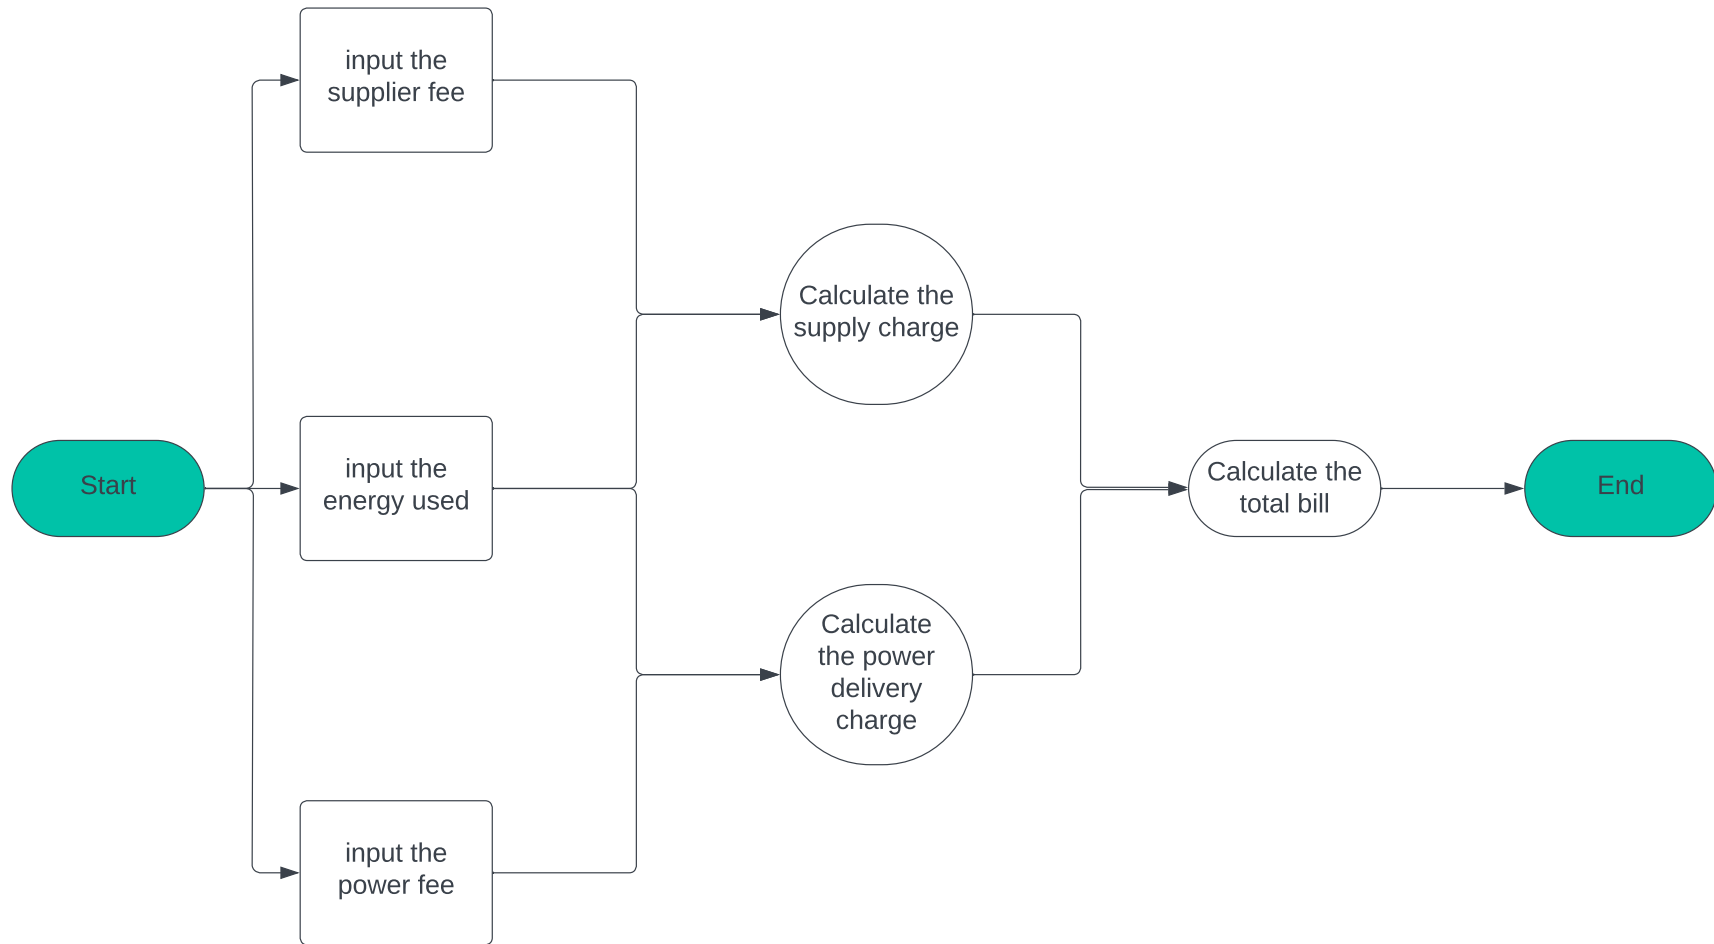 Start
input the
supplier fee
input the
energy used
input the
power fee
Calculate the
supply charge
Calculate
the power
delivery
charge
Calculate the
total bill
End